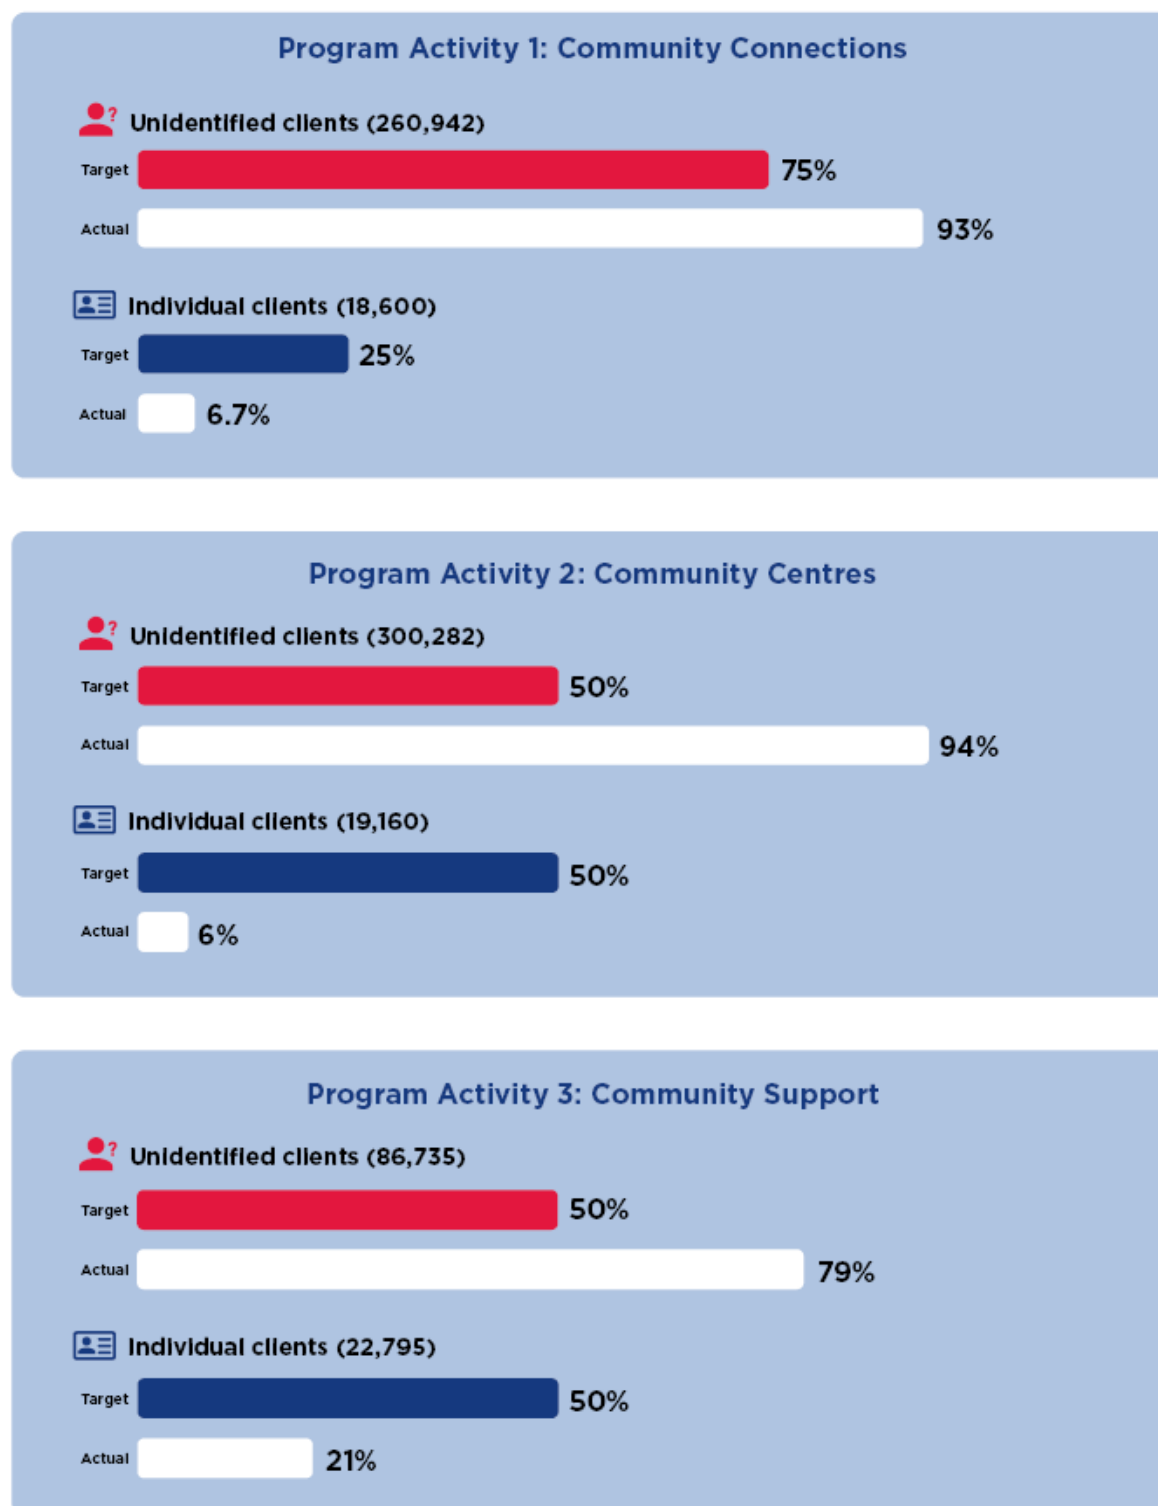 Program Activity 1: Community Connections
Unidentified clients (260,942)
Target 75%
Actual 93%
Individual clients (18,600)
Target 25%
Actual 6.7%
Program Activity 2: Community Centres
Unidentified clients (300,282)
Target 50%
Actual 94%
Individual clients (19,160)
Target 50%
Actual 6%
Program Activity 3: Community Support
Unidentified clients (86,735)
Target 50%
Actual 79%
Individual clients (22,795)
Target 50%
Actual 21%